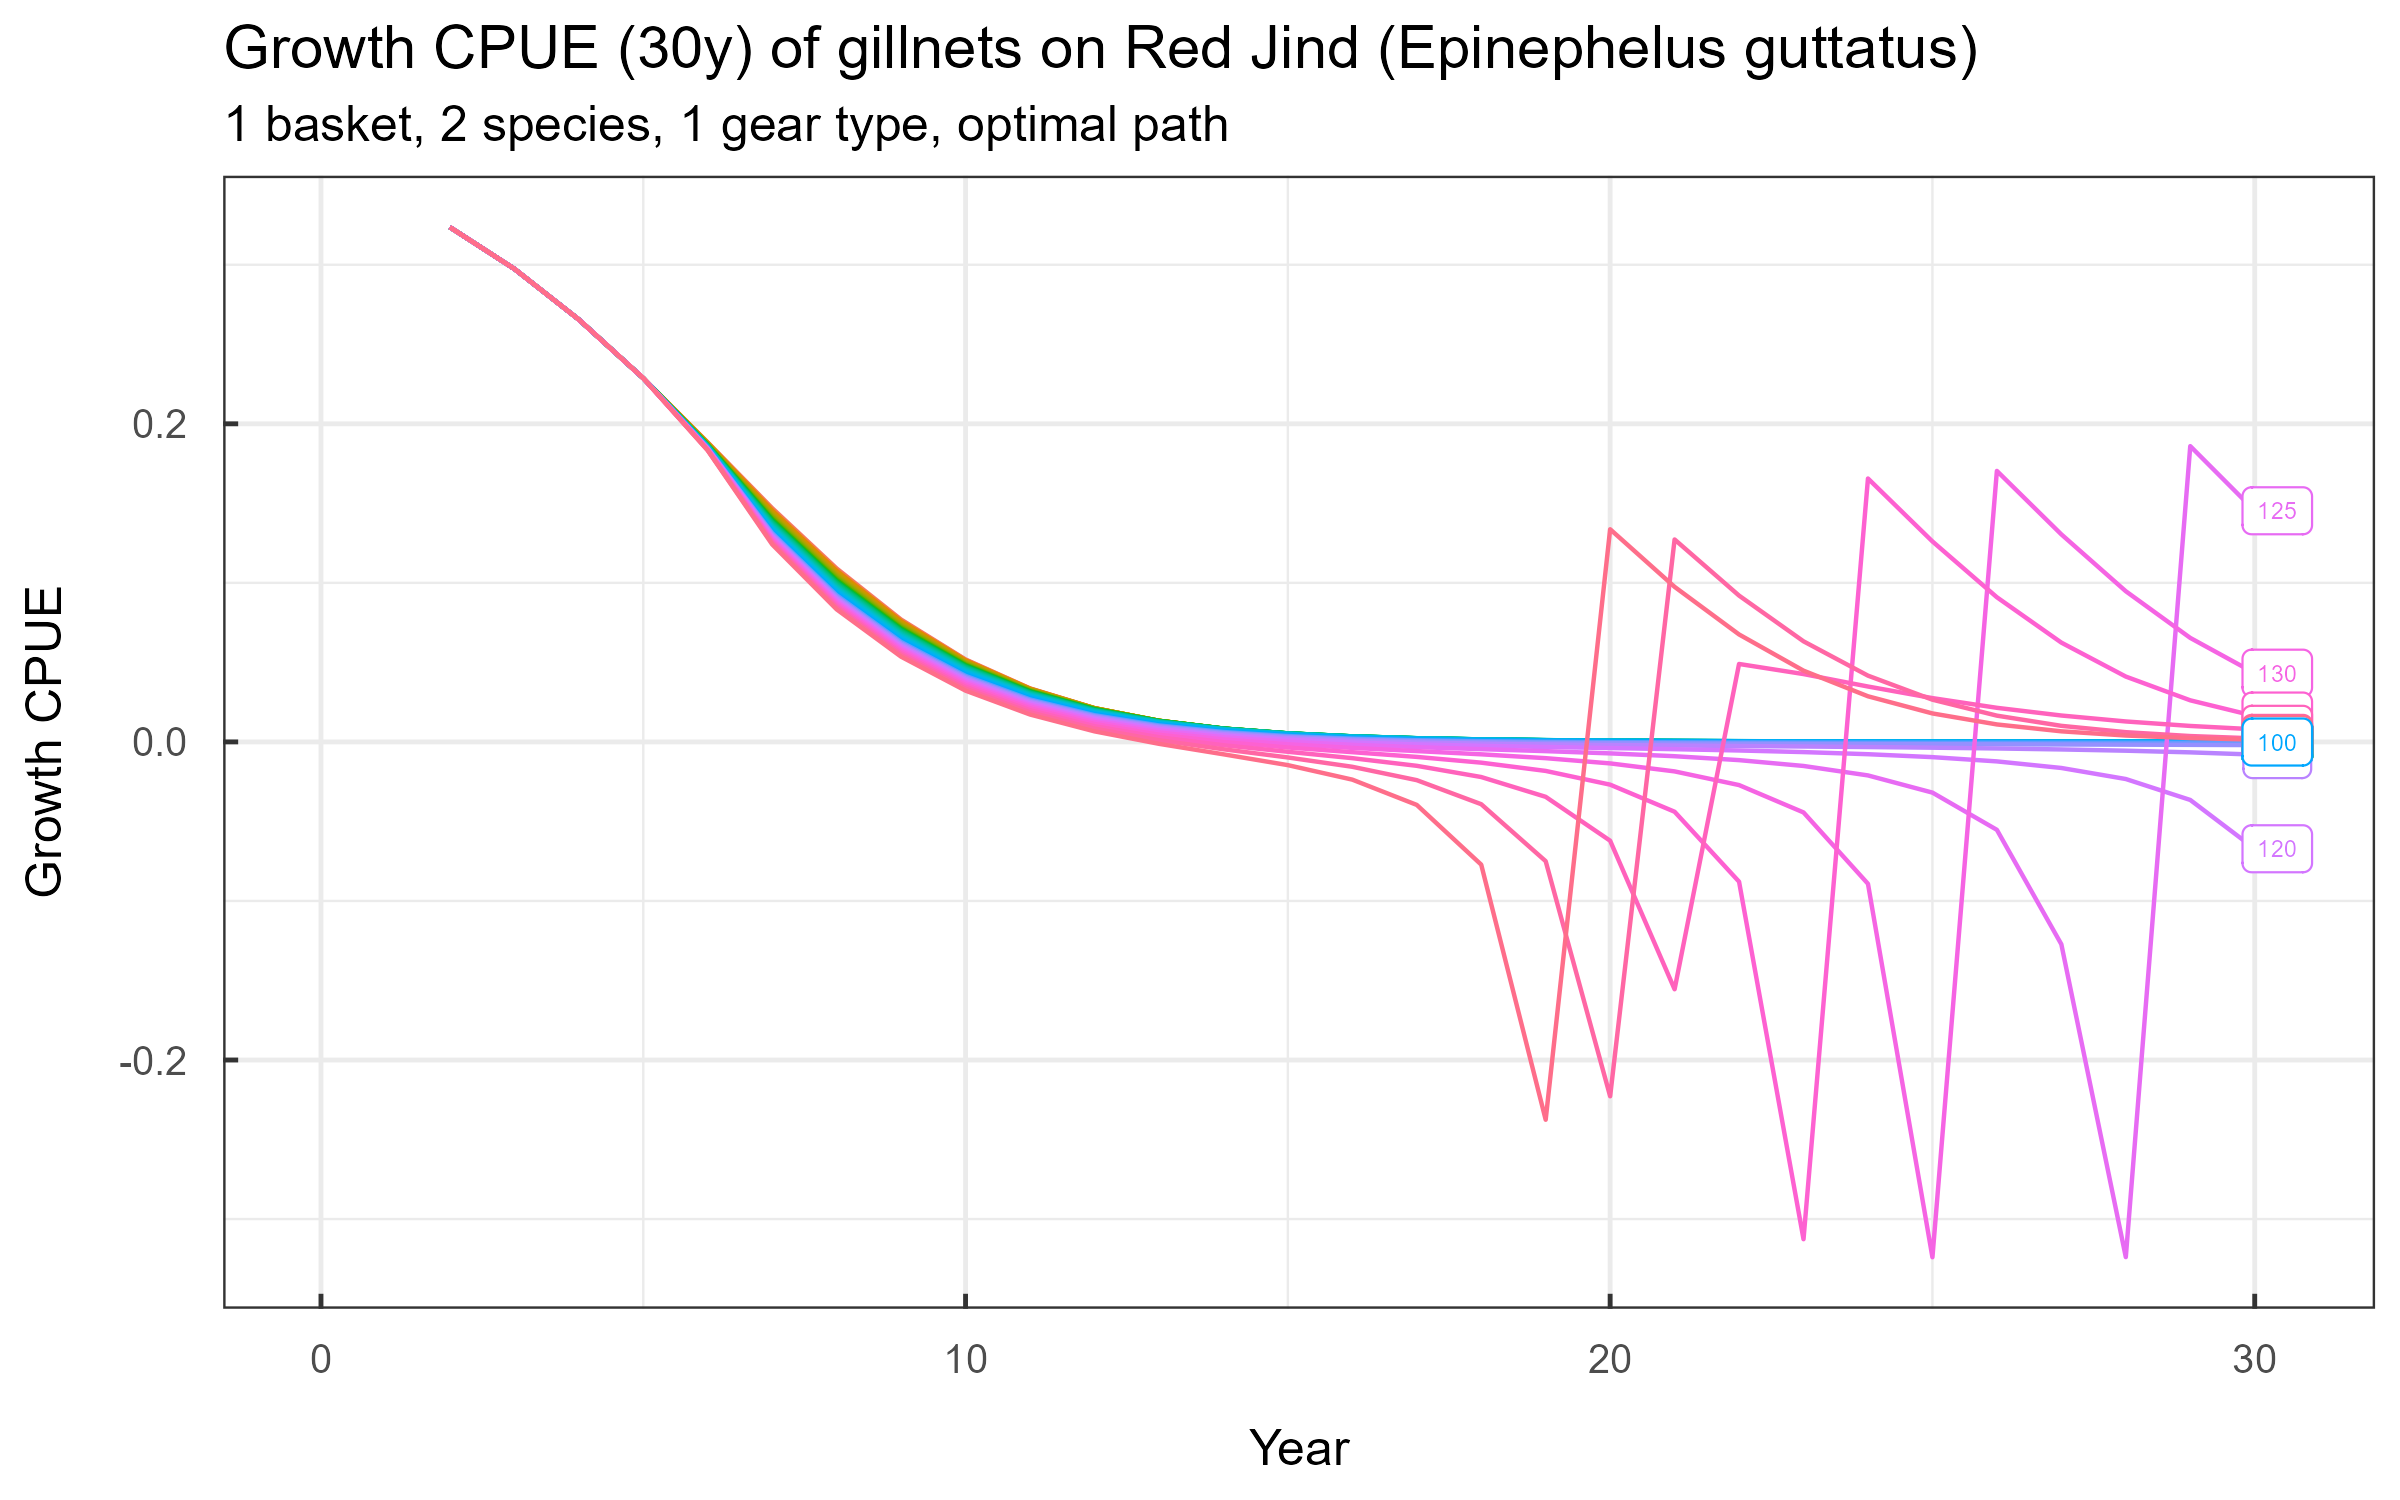 Growth CPUE (30y) of gillnets on Red Jind (Epinephelus guttatus)
1 basket, 2 species, 1 gear type, optimal path
Growth CPUE
0.2
0.0
-0.2
125
130
100
120
0
10
20
30
Year